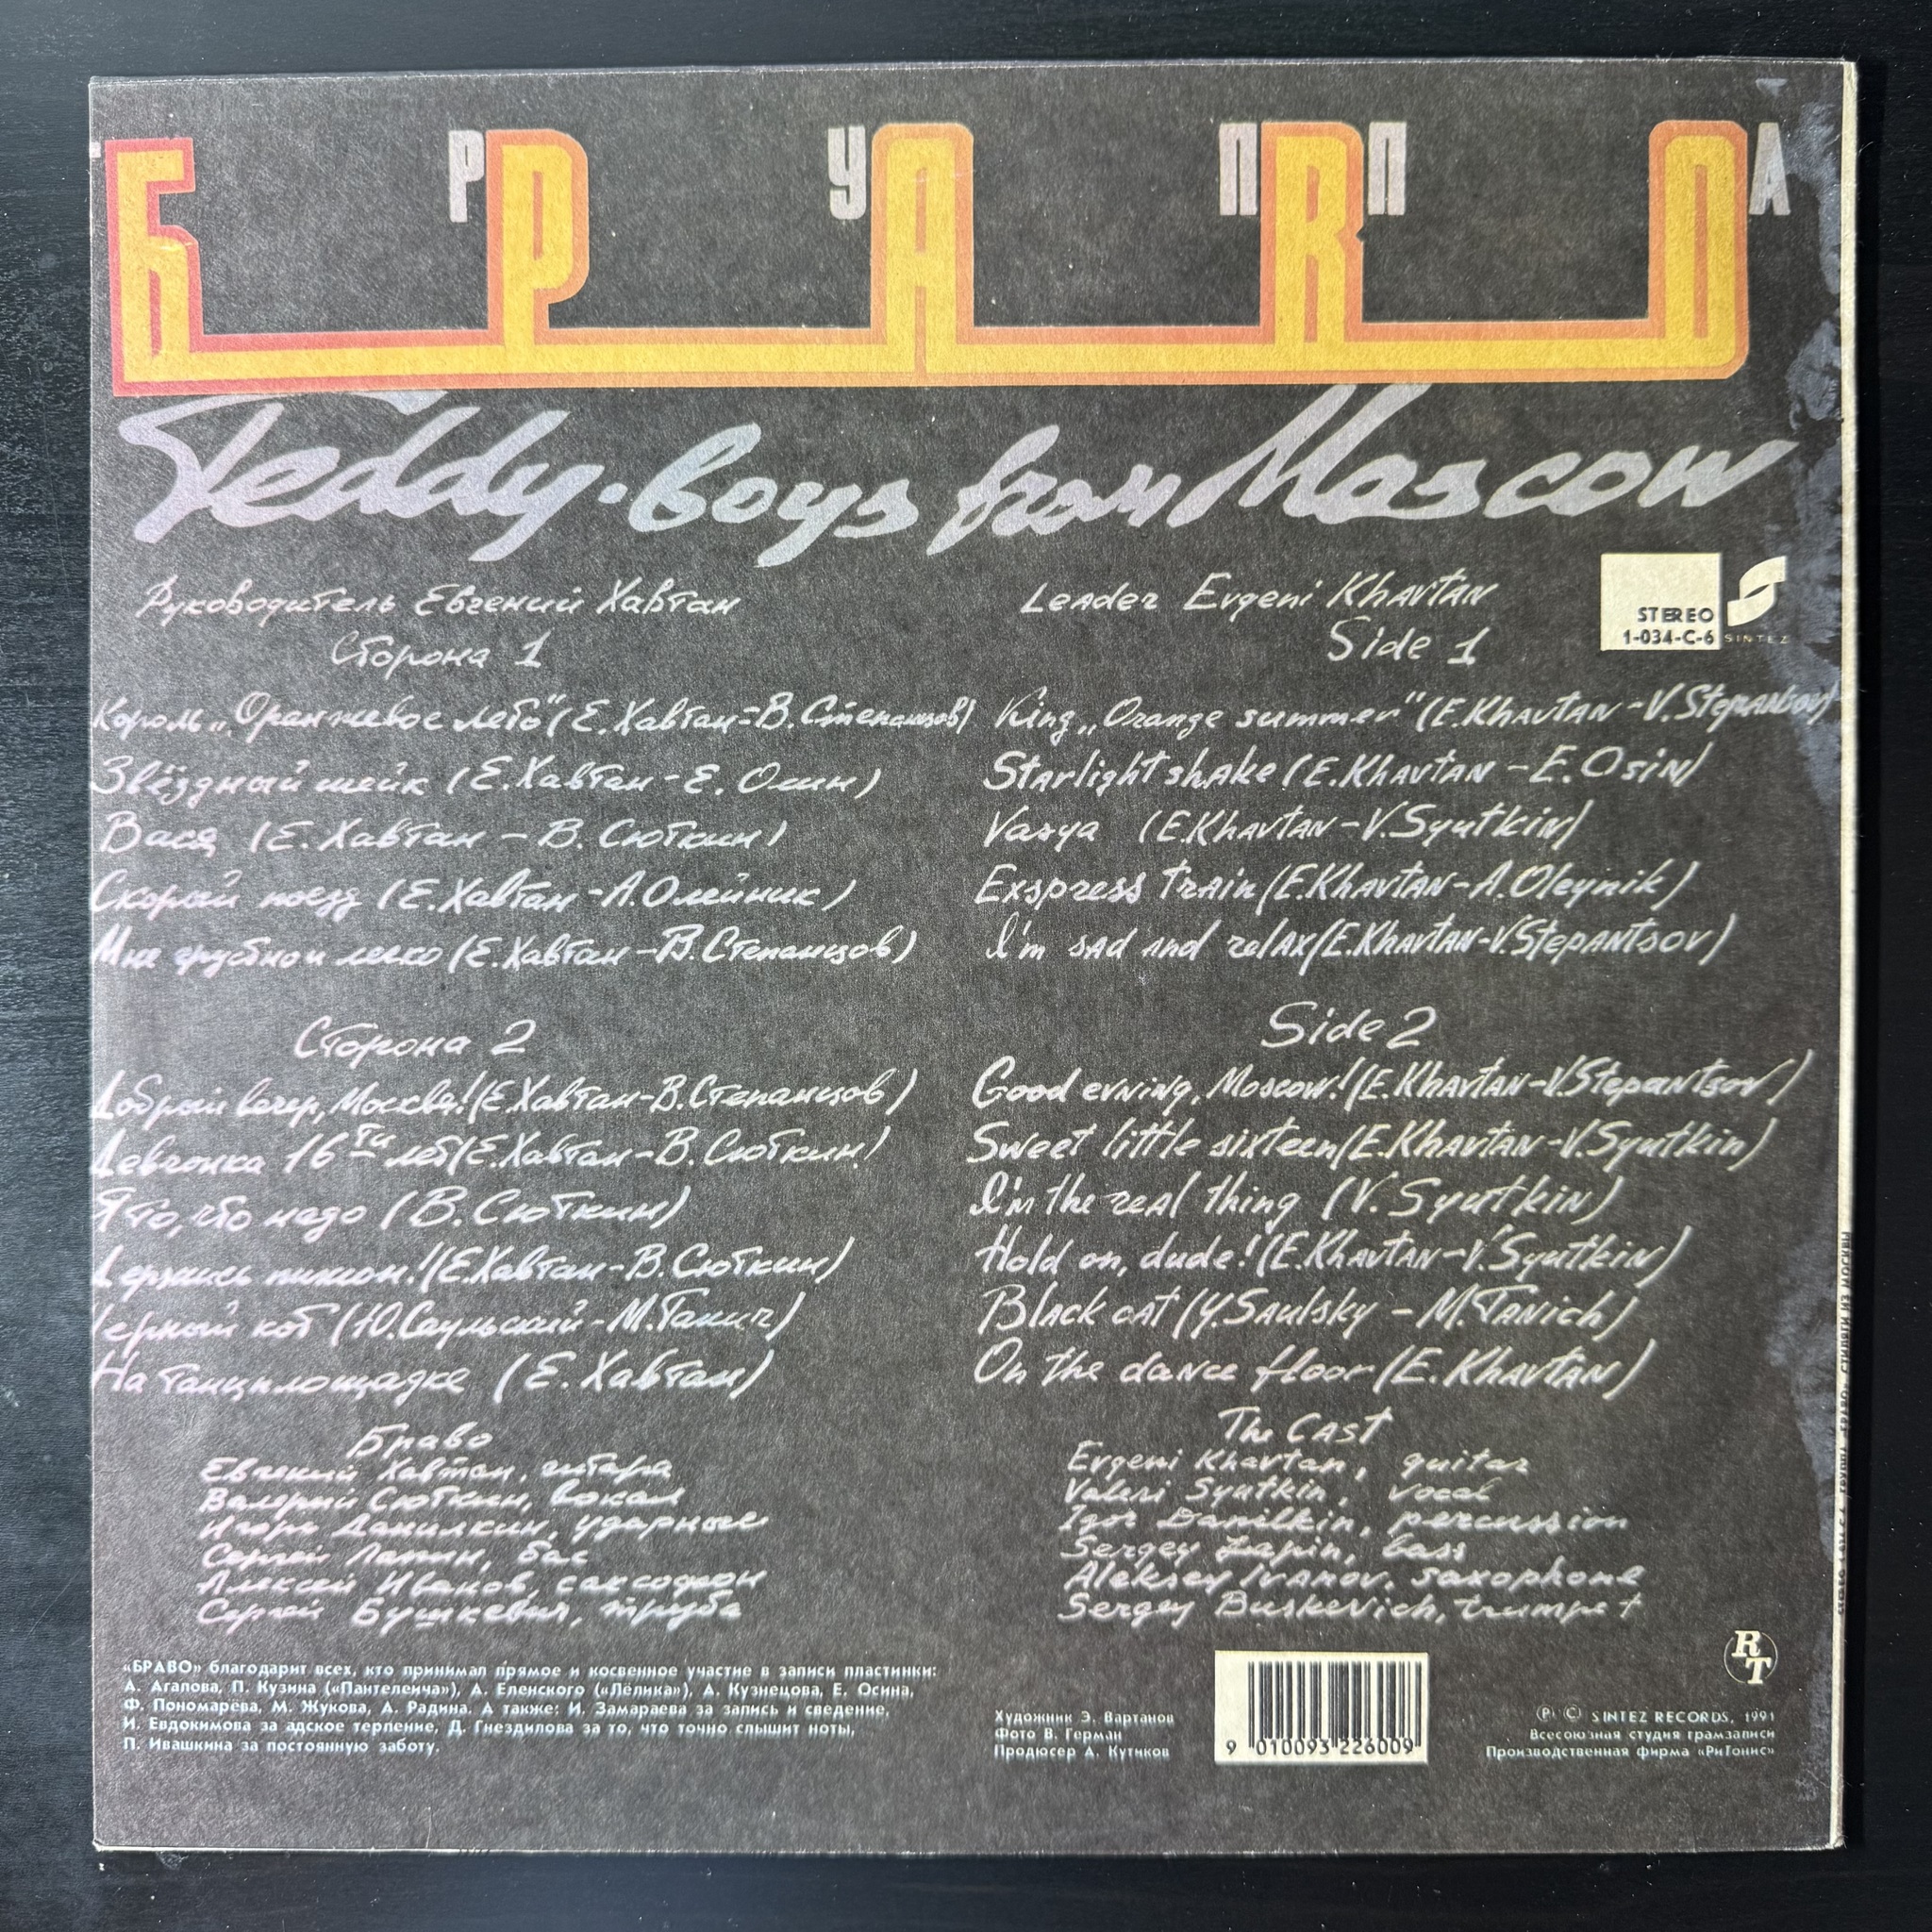 Р У П П А
БРАВО
Teddy-boys from Moscow
Руководитель Евгений Хавтан
Сторона 1
Король „Оранжевое лето" (Е. Хавтан-В. Степанцов)
Звёздный шейк (Е. Хавтан - Е. Осин)
Вася (Е. Хавтан - В. Сюткин)
Скорый поезд (Е. Хавтан - А. Олейник)
Мне грустно и легко (Е. Хавтан - В. Степанцов)
Сторона 2
Добрый вечер, Москва! (Е. Хавтан-В. Степанцов)
Девчонка 16ти лет (Е. Хавтан-В. Сюткин)
Я то, что надо (В. Сюткин)
Держись пижон! (Е. Хавтан-В. Сюткин)
Черный кот (Ю. Саульский-М. Танич)
На танцплощадке (Е. Хавтан)
Браво
Евгений Хавтан, гитара
Валерий Сюткин, вокал
Игорь Данилкин, ударные
Сергей Лапин, бас
Алексей Иванов, саксофон
Сергей Бушкевич, труба
Leader Evgeni Khavtan
Side 1
King „Orange summer" (E. Khavtan - V. Stepantsov)
Starlight shake (E. Khavtan - E. Osin)
Vasya (E. Khavtan - V. Syutkin)
Exspress train (E. Khavtan - A. Oleynik)
I'm sad and relax (E. Khavtan - V. Stepantsov)
Side 2
Good evning, Moscow! (E. Khavtan-V. Stepantsov)
Sweet little sixteen (E. Khavtan-V. Syutkin)
I'm the real thing (V. Syutkin)
Hold on, dude! (E. Khavtan-V. Syutkin)
Black cat (Y. Saulsky - M. Tanich)
On the dance floor (E. Khavtan)
The Cast
Evgeni Khavtan, guitar
Valeri Syutkin, vocal
Igor Danilkin, percussion
Sergey Lapin, bass
Aleksey Ivanov, saxophone
Sergey Buskevich, trumpet
STEREO
1-034-C-6
SINTEZ
«БРАВО» благодарит всех, кто принимал прямое и косвенное участие в записи пластинки:
А. Агапова, П. Кузина («Пантелеича»), А. Еленского («Лёлика»), А. Кузнецова, Е. Осина,
Ф. Пономарёва, М. Жукова, А. Радина. А также: И. Замараева за запись и сведение,
И. Евдокимова за адское терпение, Д. Гнездилова за то, что точно слышит ноты,
П. Ивашкина за постоянную заботу.
Художник Э. Вартанов
Фото В. Герман
Продюсер А. Кутиков
9 010093 226009
RT
℗ © SINTEZ RECORDS, 1991
Всесоюзная студия грамзаписи
Производственная фирма «РиТонис»